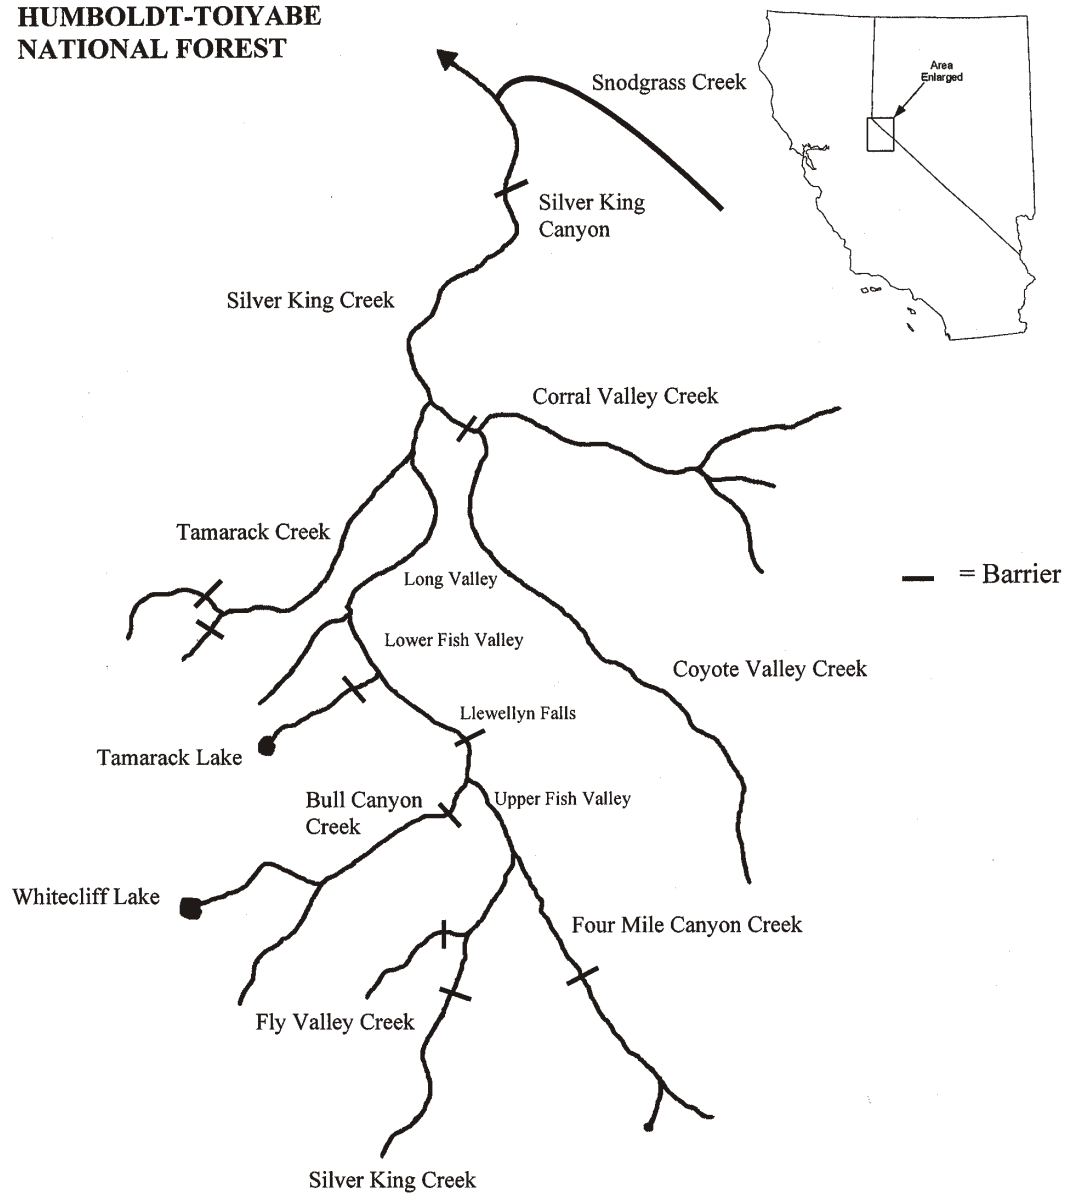 HUMBOLDT-TOIYABE
NATIONAL FOREST
Snodgrass Creek
Area
Enlarged
Silver King
Canyon
Silver King Creek
Corral Valley Creek
Tamarack Creek
Long Valley
= Barrier
Lower Fish Valley
Coyote Valley Creek
Llewellyn Falls
Tamarack Lake
Bull Canyon
Creek
Upper Fish Valley
Whitecliff Lake
Four Mile Canyon Creek
Fly Valley Creek
Silver King Creek